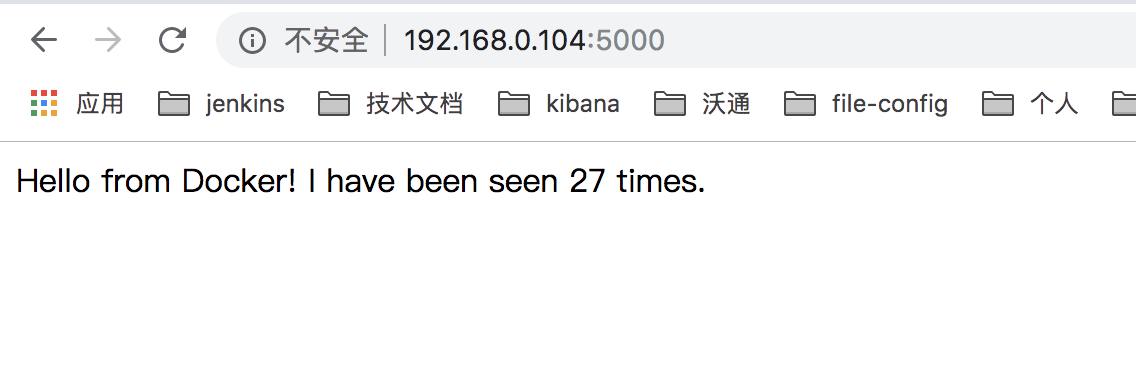 不安全 192.168.0.104:5000
应用 jenkins 技术文档 kibana 沃通 file-config 个人
Hello from Docker! I have been seen 27 times.